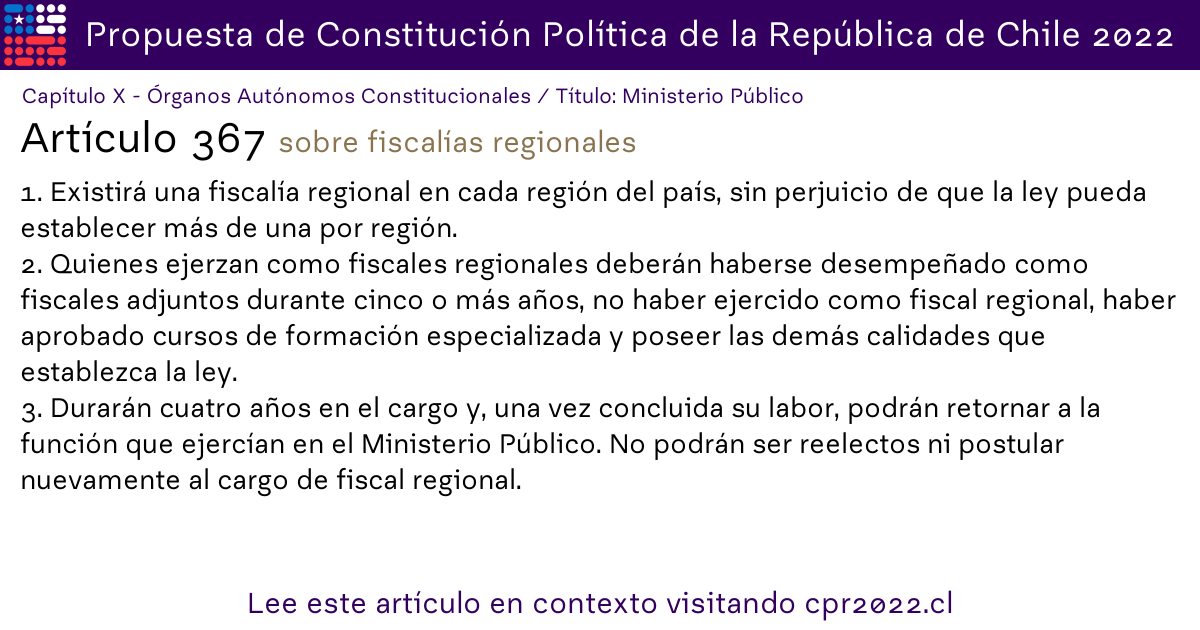 Propuesta de Constitución Política de la República de Chile 2022
Capítulo X - Órganos Autónomos Constitucionales / Título: Ministerio Público
Artículo 367 sobre fiscalías regionales
1. Existirá una fiscalía regional en cada región del país, sin perjuicio de que la ley pueda
establecer más de una por región.
2. Quienes ejerzan como fiscales regionales deberán haberse desempeñado como
fiscales adjuntos durante cinco o más años, no haber ejercido como fiscal regional, haber
aprobado cursos de formación especializada y poseer las demás calidades que
establezca la ley.
3. Durarán cuatro años en el cargo y, una vez concluida su labor, podrán retornar a la
función que ejercían en el Ministerio Público. No podrán ser reelectos ni postular
nuevamente al cargo de fiscal regional.
Lee este artículo en contexto visitando cpr2022.cl